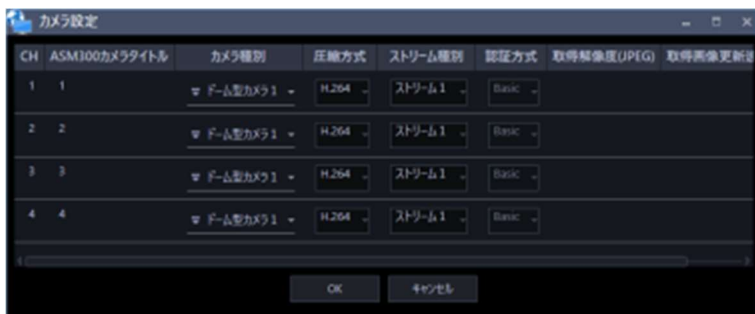 カメラ設定
CH ASM300カメラタイトル カメラ種別 圧縮方式 ストリーム種別 認証方式 取得解像度(JPEG) 取得画像更新
1 1 ドーム型カメラ1 H.264 ストリーム1 Basic
2 2 ドーム型カメラ1 H.264 ストリーム1 Basic
3 3 ドーム型カメラ1 H.264 ストリーム1 Basic
4 4 ドーム型カメラ1 H.264 ストリーム1 Basic
OK キャンセル